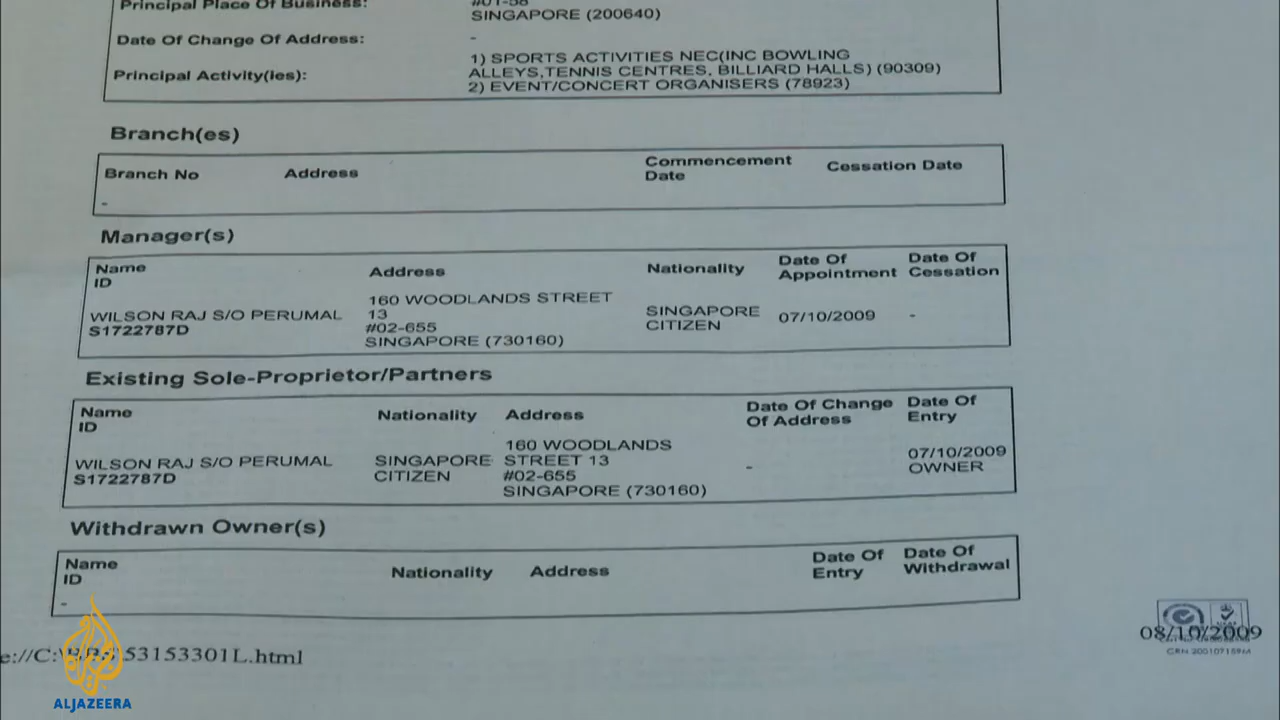 Principal Place Of Business:
#01-58
SINGAPORE (200640)
Date Of Change Of Address:
-
Principal Activity(ies):
1) SPORTS ACTIVITIES NEC(INC BOWLING
ALLEYS,TENNIS CENTRES, BILLIARD HALLS) (90309)
2) EVENT/CONCERT ORGANISERS (78923)
Branch(es)
Branch No Address Commencement Date Cessation Date
-
Manager(s)
Name
ID
Address
Nationality
Date Of
Appointment
Date Of
Cessation
WILSON RAJ S/O PERUMAL
S1722787D
160 WOODLANDS STREET
13
#02-655
SINGAPORE (730160)
SINGAPORE
CITIZEN
07/10/2009
-
Existing Sole-Proprietor/Partners
Name
ID
Nationality
Address
Date Of Change
Of Address
Date Of
Entry
WILSON RAJ S/O PERUMAL
S1722787D
SINGAPORE
CITIZEN
160 WOODLANDS
STREET 13
#02-655
SINGAPORE (730160)
-
07/10/2009
OWNER
Withdrawn Owner(s)
Name
ID
Nationality
Address
Date Of
Entry
Date Of
Withdrawal
-
53153301L.html
08/10/2009
ALJAZEERA